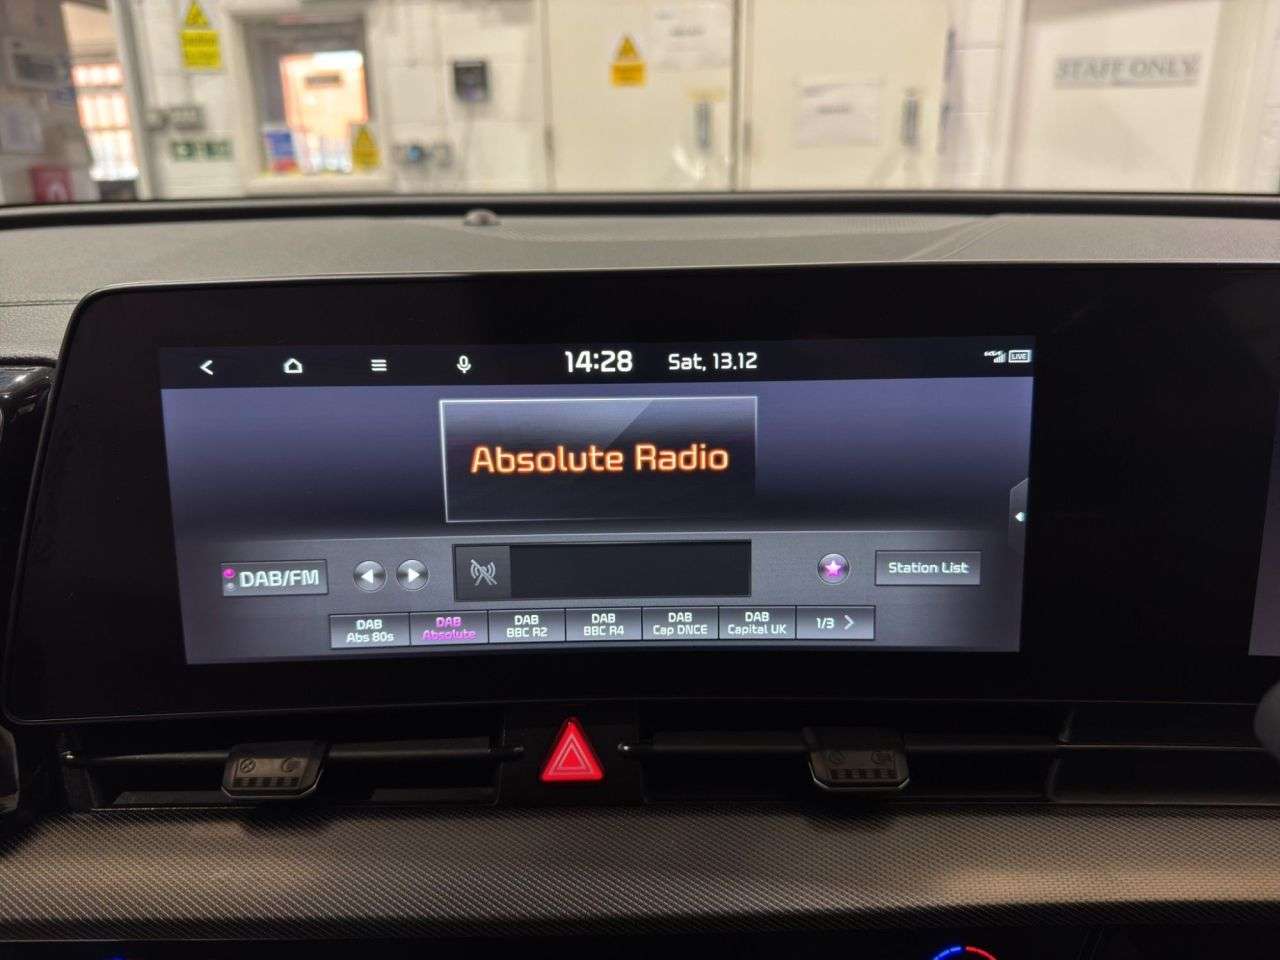 STAFF ONLY
14:28
Sat, 13.12
LIVE
Absolute Radio
DAB/FM
Station List
DAB
Abs 80s
DAB
Absolute
DAB
BBC R2
DAB
BBC R4
DAB
Cap DNCE
DAB
Capital UK
1/3